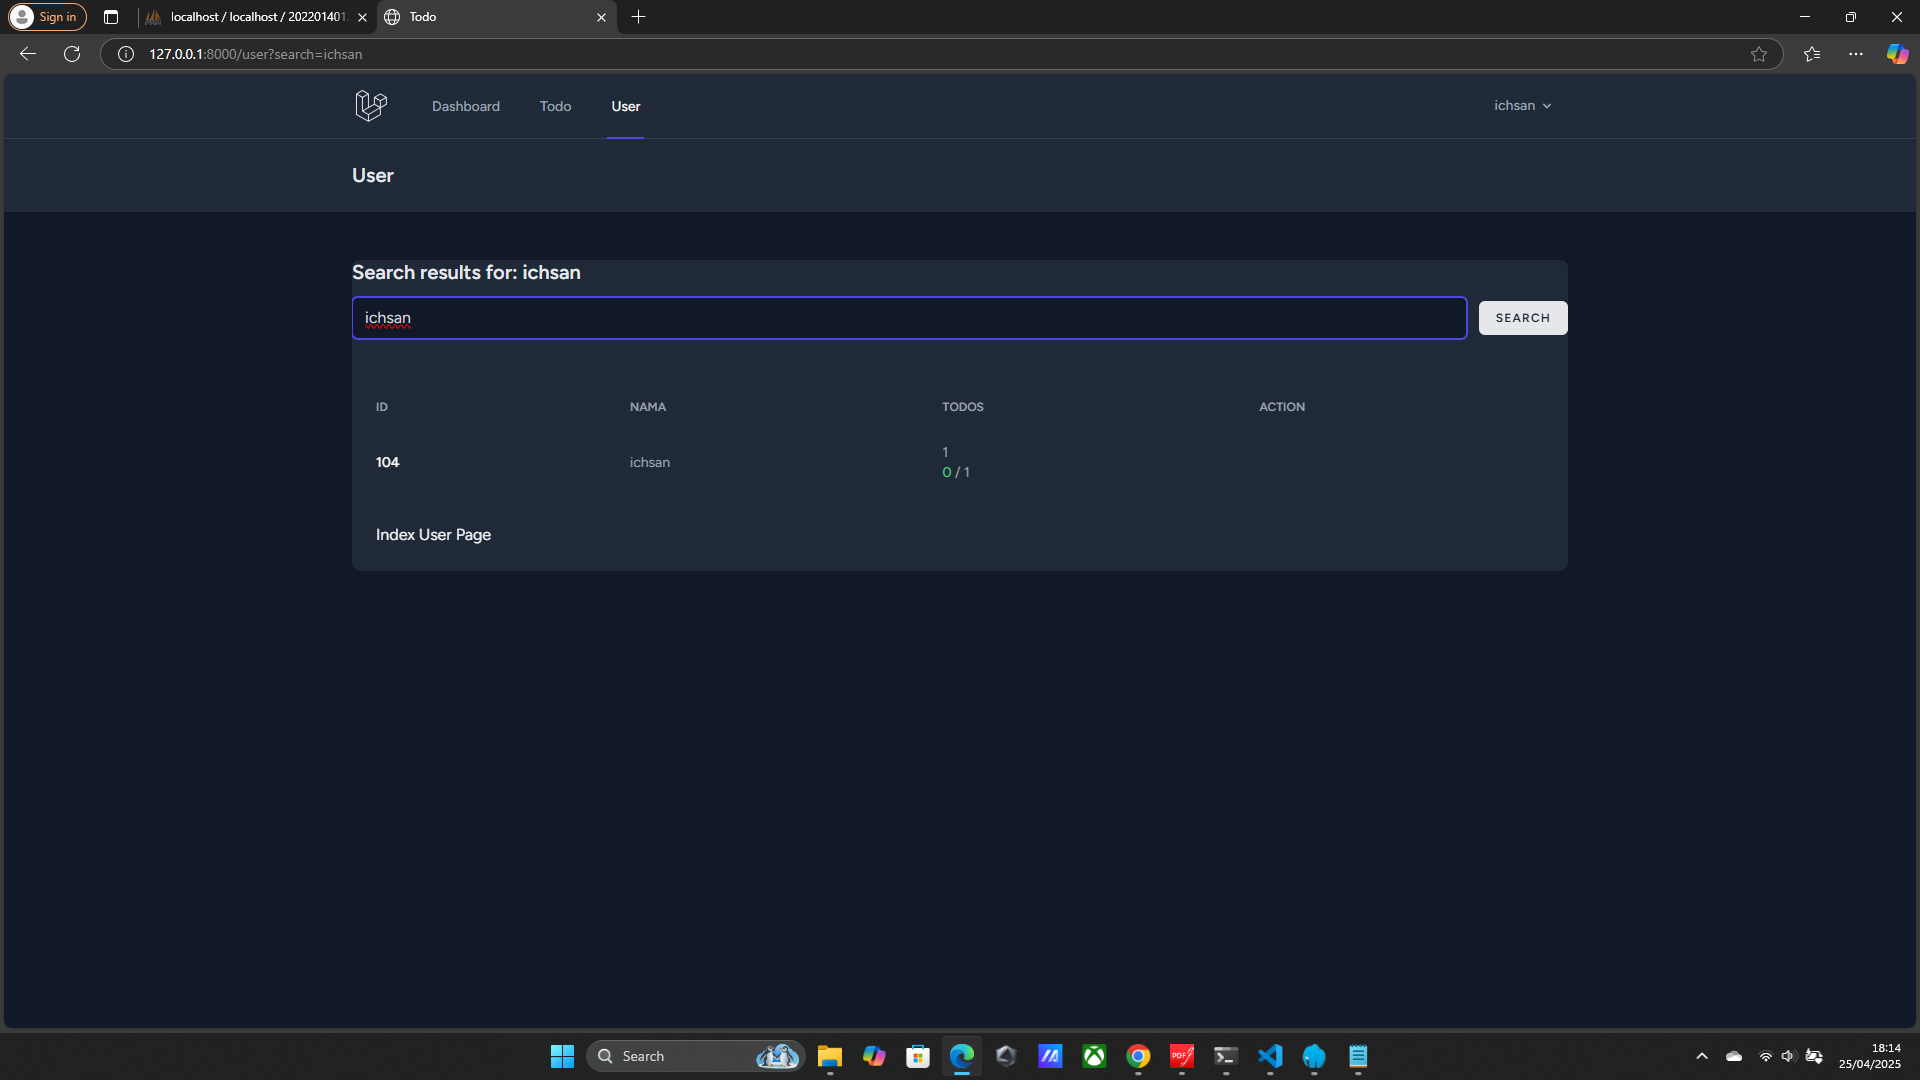 Sign in
localhost / localhost / 202201401
Todo
127.0.0.1:8000/user?search=ichsan
Dashboard
Todo
User
ichsan
User
Search results for: ichsan
ichsan
SEARCH
ID
NAMA
TODOS
ACTION
104
ichsan
1
0 / 1
Index User Page
Search
PDF
18:14
25/04/2025